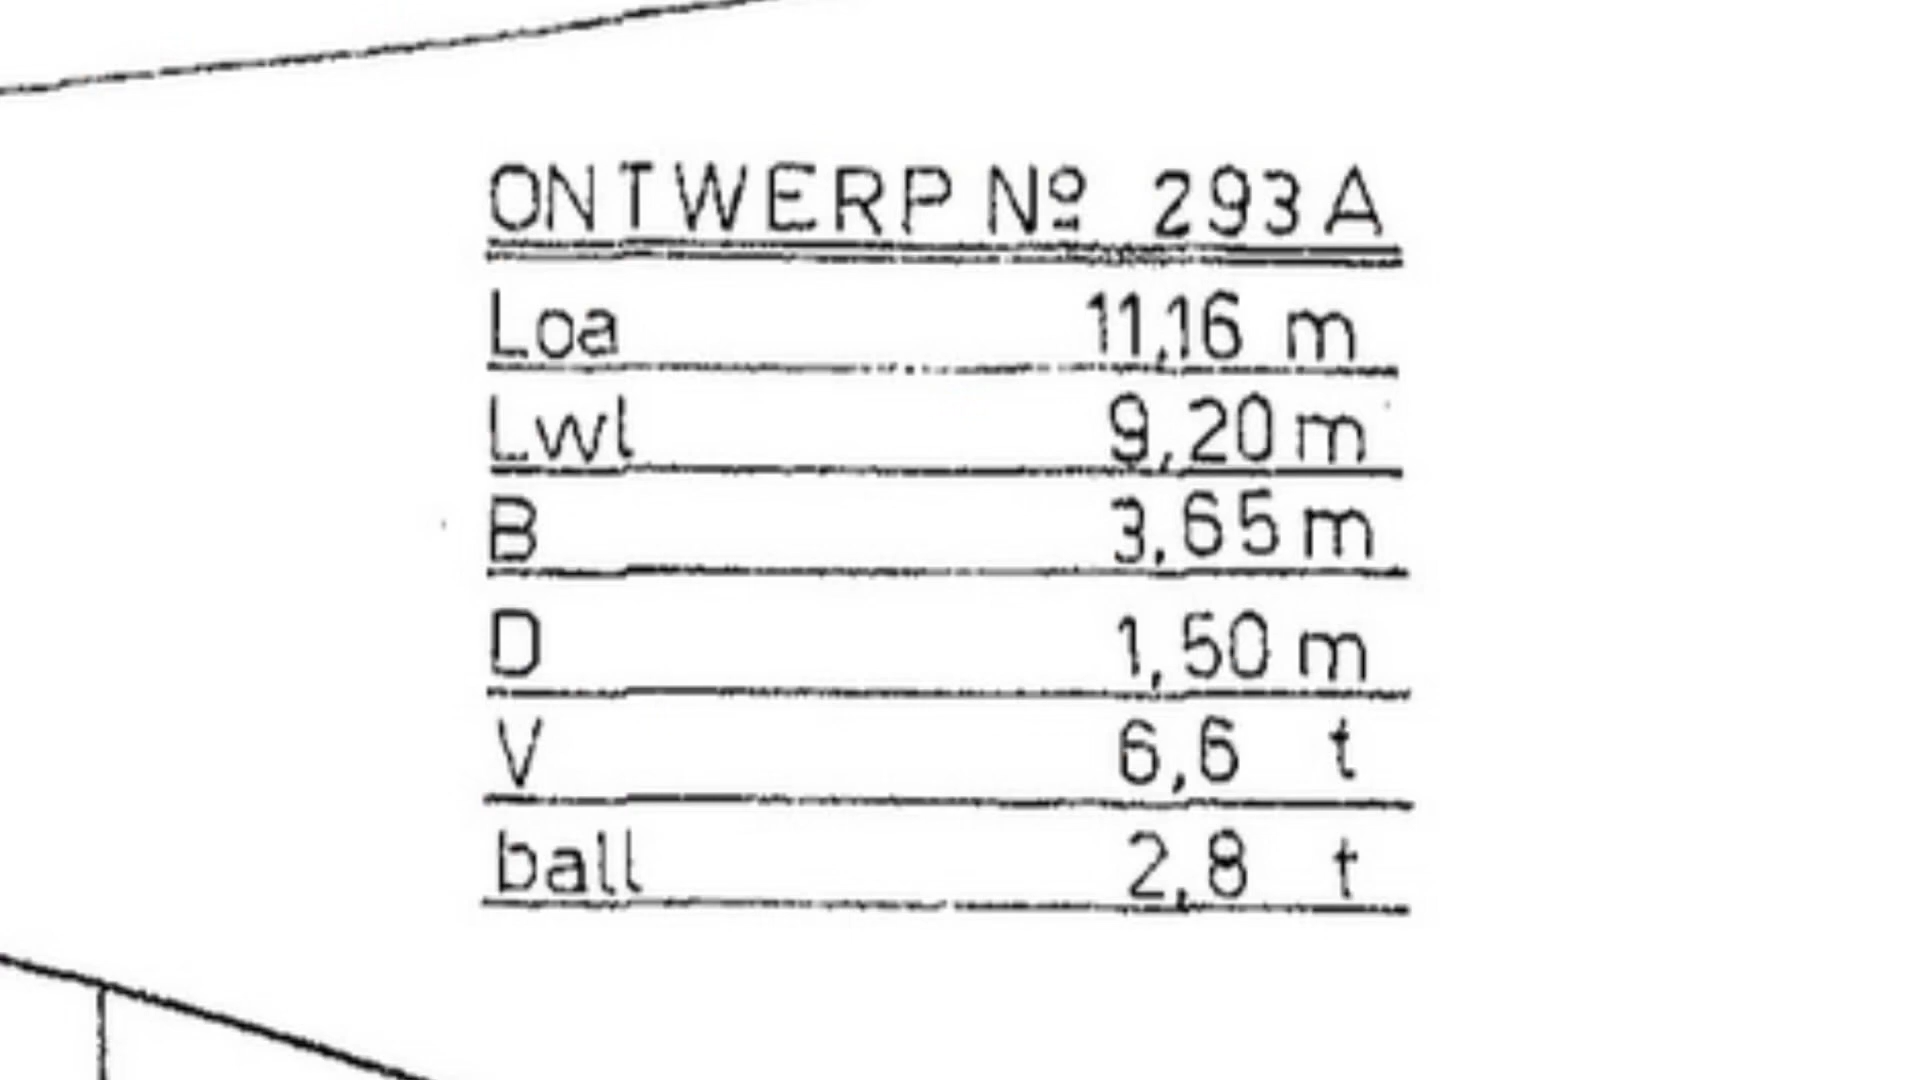 ONTWERP Nº 293 A
Loa 11,16 m
Lwl 9,20 m
B 3,65 m
D 1,50 m
V 6,6 t
ball 2,8 t